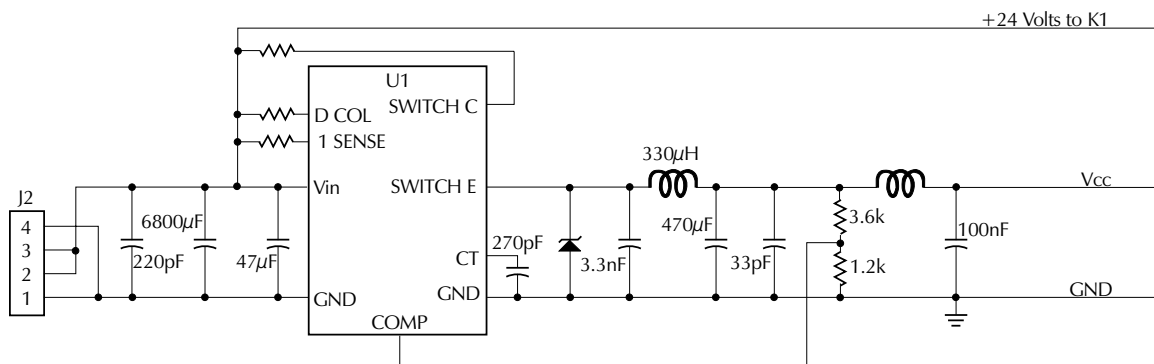 +24 Volts to K1
U1
SWITCH C
D COL
1 SENSE
330µH
J2
Vin
SWITCH E
Vcc
4
3
2
1
6800µF
220pF
47µF
270pF
CT
3.3nF
470µF
33pF
3.6k
1.2k
100nF
GND
GND
GND
COMP